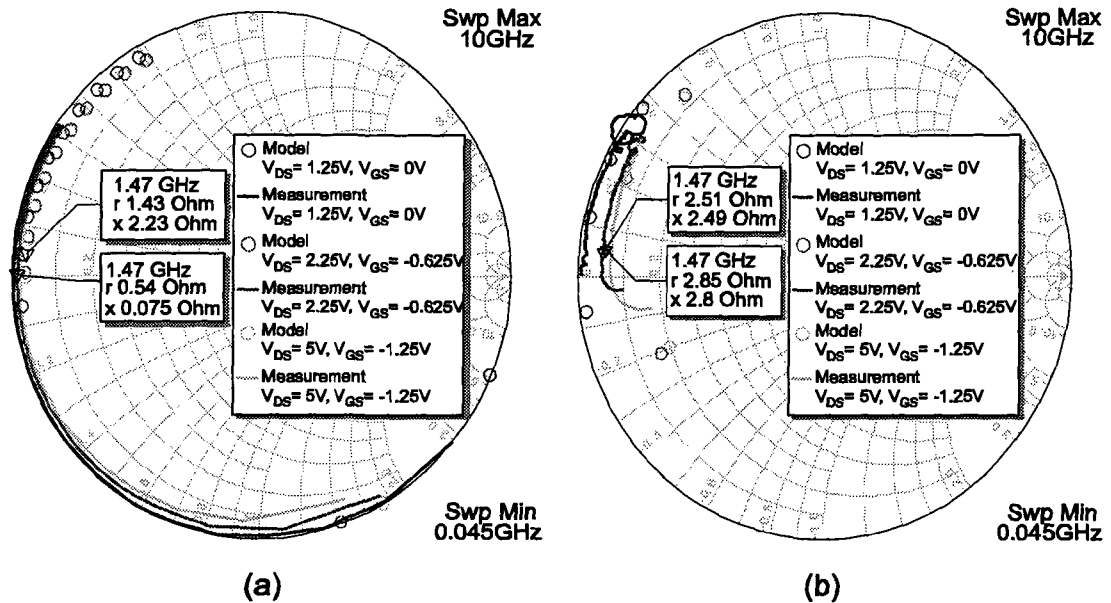 Swp Max
10GHz
1.47 GHz
r 1.43 Ohm
x 2.23 Ohm
1.47 GHz
r 0.54 Ohm
x 0.075 Ohm
Model
VDS= 1.25V, VGS= 0V
Measurement
VDS= 1.25V, VGS= 0V
Model
VDS= 2.25V, VGS= -0.625V
Measurement
VDS= 2.25V, VGS= -0.625V
Model
VDS= 5V, VGS= -1.25V
Measurement
VDS= 5V, VGS= -1.25V
Swp Min
0.045GHz
(a)
Swp Max
10GHz
1.47 GHz
r 2.51 Ohm
x 2.49 Ohm
1.47 GHz
r 2.85 Ohm
x 2.8 Ohm
Model
VDS= 1.25V, VGS= 0V
Measurement
VDS= 1.25V, VGS= 0V
Model
VDS= 2.25V, VGS= -0.625V
Measurement
VDS= 2.25V, VGS= -0.625V
Model
VDS= 5V, VGS= -1.25V
Measurement
VDS= 5V, VGS= -1.25V
Swp Min
0.045GHz
(b)